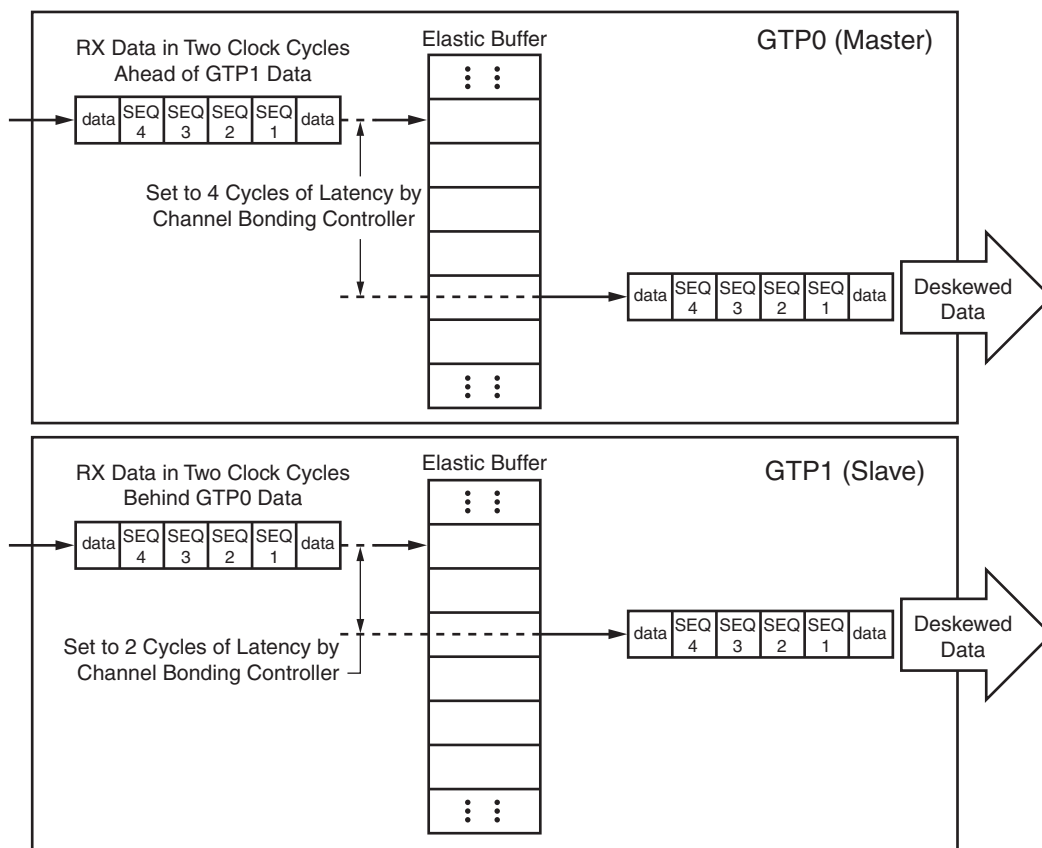 GTP0 (Master)
RX Data in Two Clock Cycles
Ahead of GTP1 Data
Elastic Buffer
data SEQ 4 SEQ 3 SEQ 2 SEQ 1 data
Set to 4 Cycles of Latency by
Channel Bonding Controller
data SEQ 4 SEQ 3 SEQ 2 SEQ 1 data
Deskewed
Data
GTP1 (Slave)
RX Data in Two Clock Cycles
Behind GTP0 Data
Elastic Buffer
data SEQ 4 SEQ 3 SEQ 2 SEQ 1 data
Set to 2 Cycles of Latency by
Channel Bonding Controller
data SEQ 4 SEQ 3 SEQ 2 SEQ 1 data
Deskewed
Data